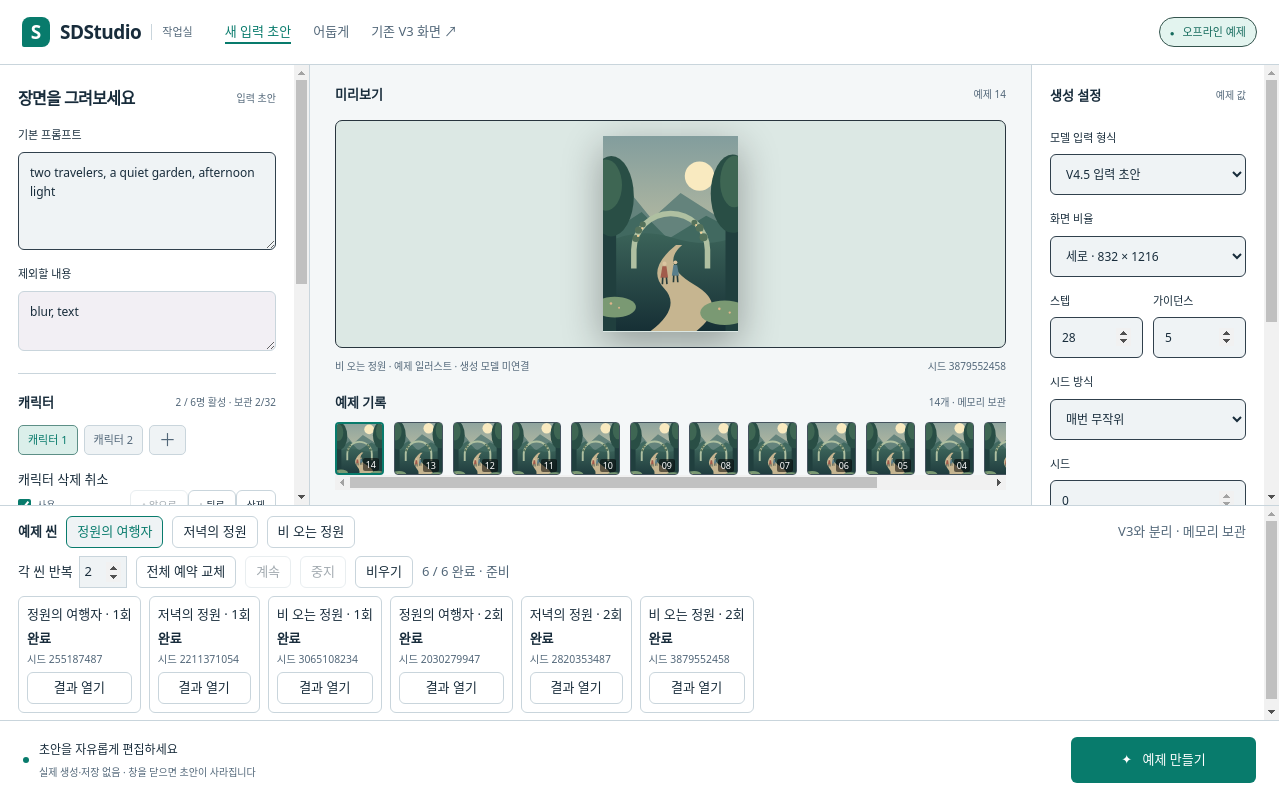 S SDStudio 작업실 새 입력 초안 어둡게 기존 V3 화면 ↗ 오프라인 예제
장면을 그려보세요 입력 초안
기본 프롬프트
two travelers, a quiet garden, afternoon
light
제외할 내용
blur, text
캐릭터 2 / 6명 활성 · 보관 2/32
캐릭터 1 캐릭터 2 +
캐릭터 삭제 취소
미리보기 예제 14
비 오는 정원 · 예제 일러스트 · 생성 모델 미연결 시드 3879552458
예제 기록 14개 · 메모리 보관
14 13 12 11 10 09 08 07 06 05 04
생성 설정 예제 값
모델 입력 형식
V4.5 입력 초안
화면 비율
세로 · 832 × 1216
스텝 가이던스
28 5
시드 방식
매번 무작위
시드
0
예제 씬 정원의 여행자 저녁의 정원 비 오는 정원 V3와 분리 · 메모리 보관
각 씬 반복 2 전체 예약 교체 계속 중지 비우기 6 / 6 완료 · 준비
정원의 여행자 · 1회 저녁의 정원 · 1회 비 오는 정원 · 1회 정원의 여행자 · 2회 저녁의 정원 · 2회 비 오는 정원 · 2회
완료 완료 완료 완료 완료 완료
시드 255187487 시드 2211371054 시드 3065108234 시드 2030279947 시드 2820353487 시드 3879552458
결과 열기 결과 열기 결과 열기 결과 열기 결과 열기 결과 열기
초안을 자유롭게 편집하세요
실제 생성·저장 없음 · 창을 닫으면 초안이 사라집니다
✦ 예제 만들기